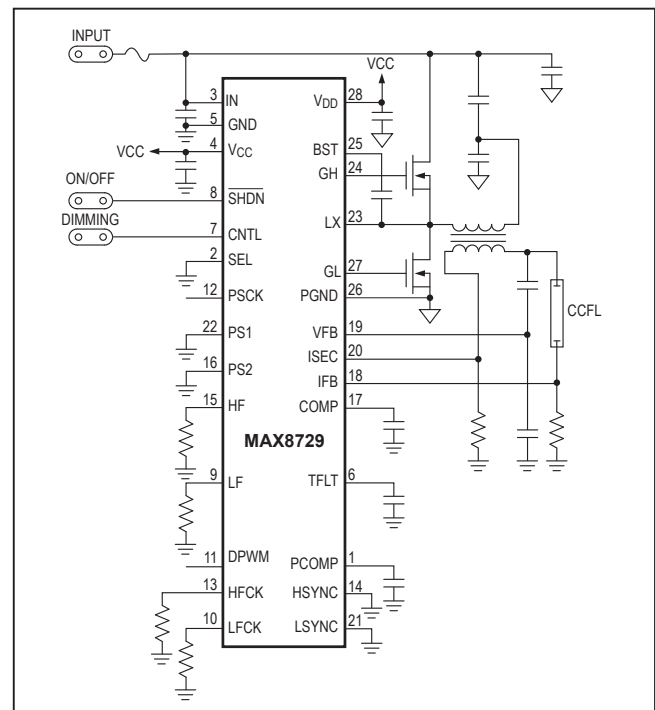 INPUT
VCC
3 IN
5 GND
4 VCC
VCC
ON/OFF
8 SHDN
DIMMING
7 CNTL
2 SEL
12 PSCK
22 PS1
16 PS2
15 HF
9 LF
11 DPWM
13 HFCK
10 LFCK
MAX8729
VDD 28
BST 25
GH 24
LX 23
GL 27
PGND 26
VFB 19
ISEC 20
IFB 18
COMP 17
TFLT 6
PCOMP 1
HSYNC 14
LSYNC 21
CCFL